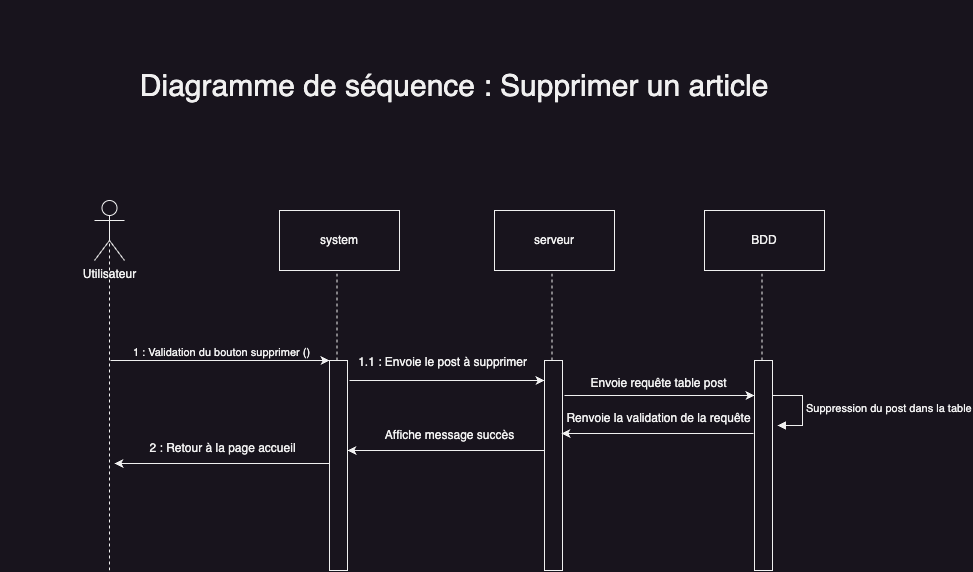 Diagramme de séquence : Supprimer un article
system
serveur
BDD
Utilisateur
1 : Validation du bouton supprimer ()
1.1 : Envoie le post à supprimer
Envoie requête table post
Suppression du post dans la table
Renvoie la validation de la requête
Affiche message succès
2 : Retour à la page accueil